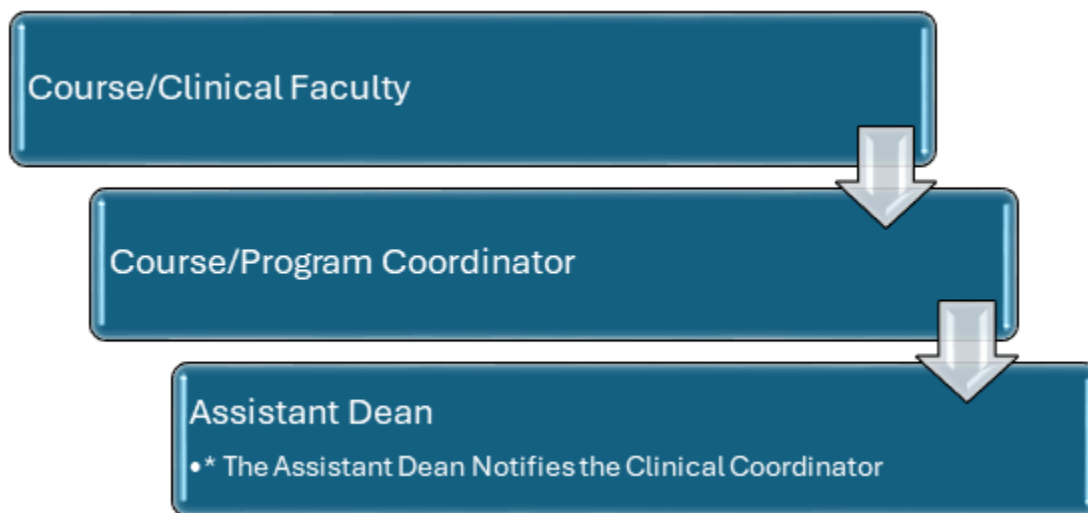 Course/Clinical Faculty
Course/Program Coordinator
Assistant Dean
•* The Assistant Dean Notifies the Clinical Coordinator